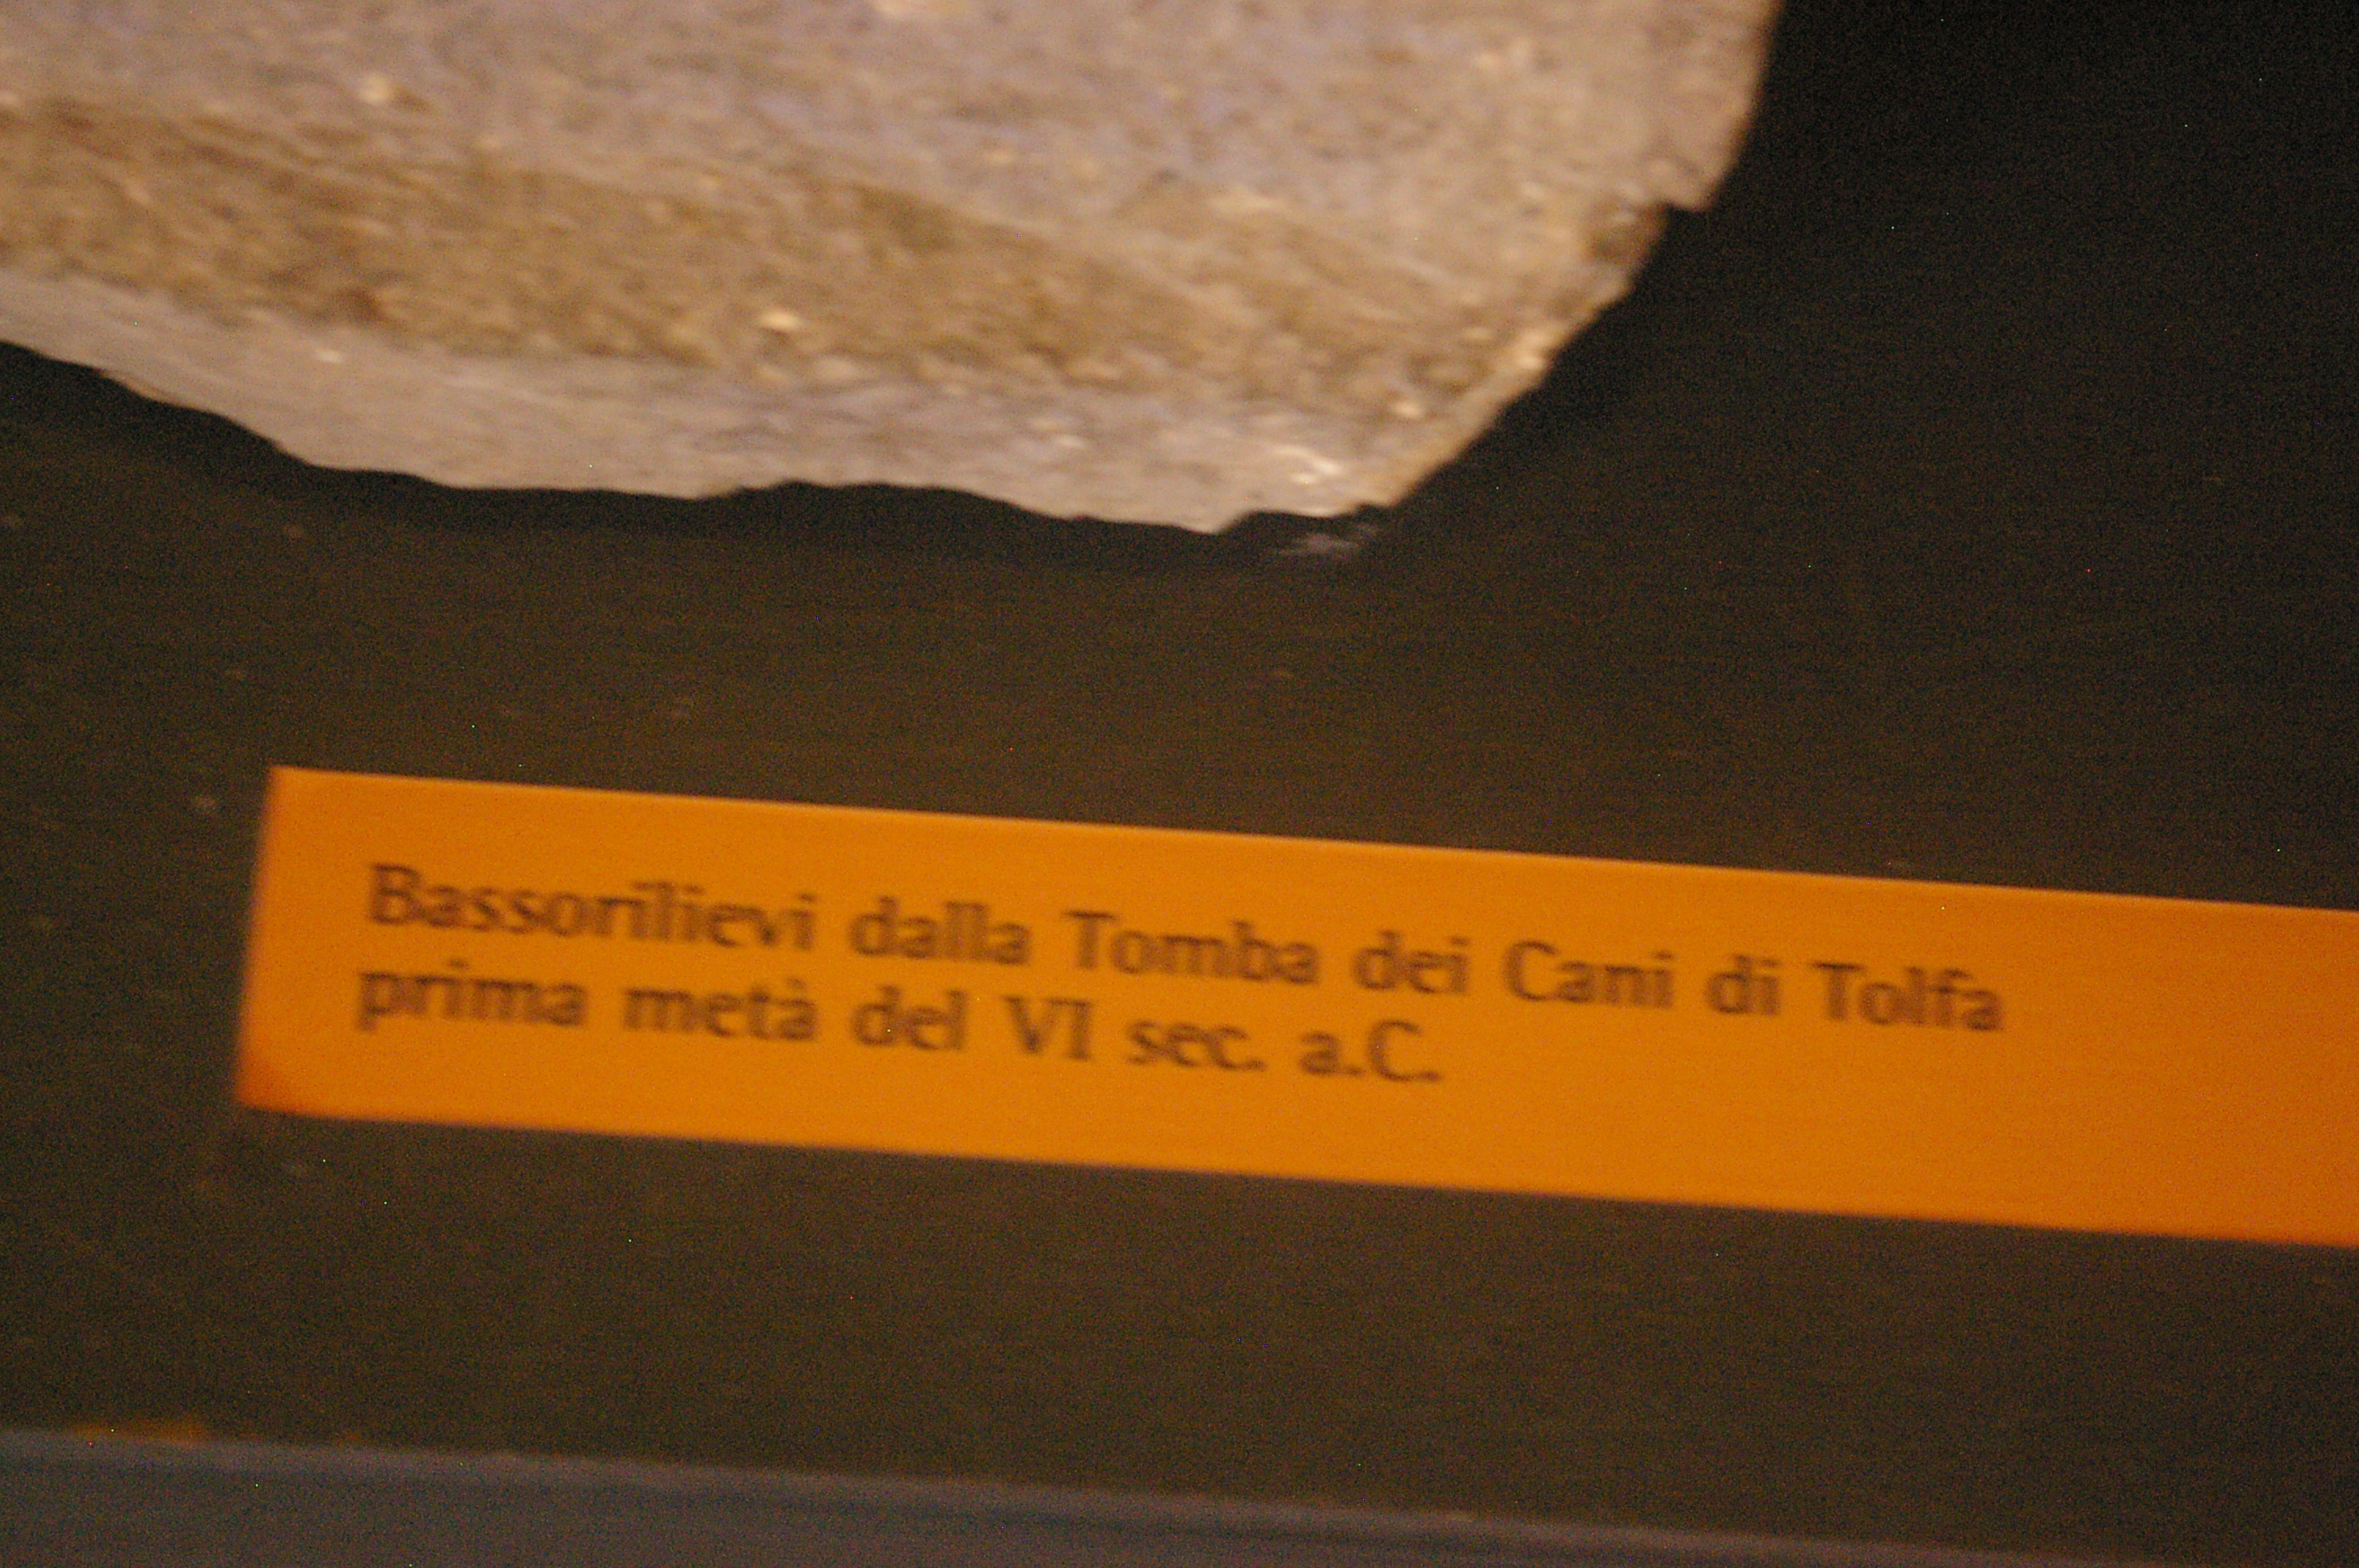 Bassorilievi dalla Tomba dei Cani di Tolfa
prima metà del VI sec. a.C.